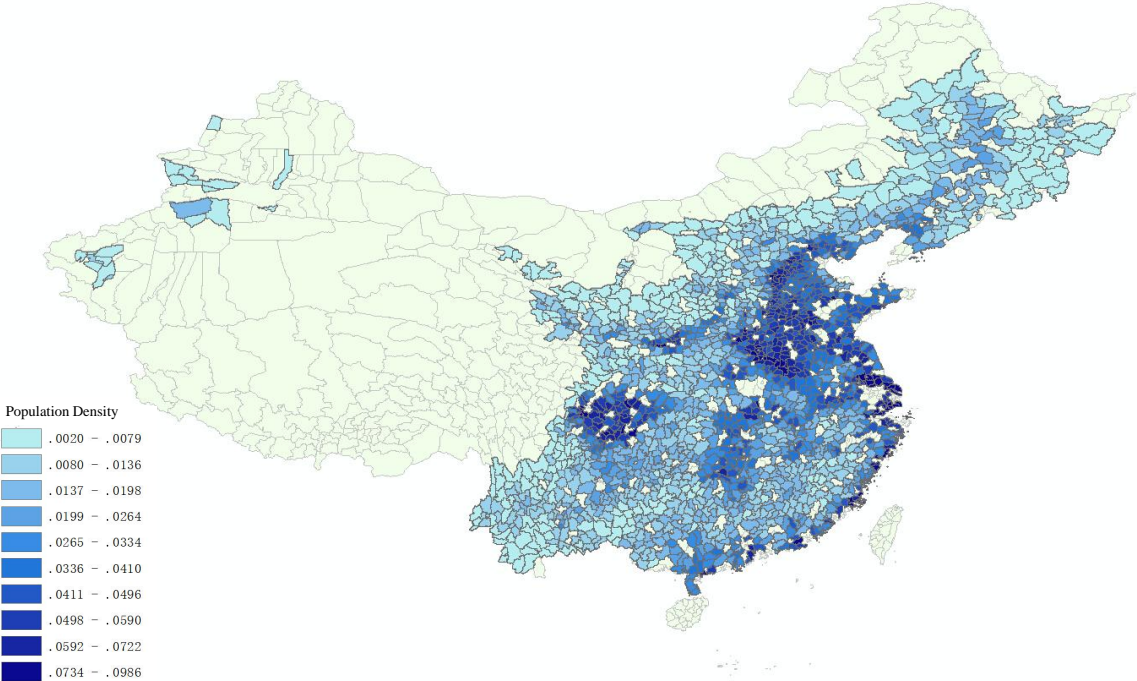 Population Density
.0020 - .0079
.0080 - .0136
.0137 - .0198
.0199 - .0264
.0265 - .0334
.0336 - .0410
.0411 - .0496
.0498 - .0590
.0592 - .0722
.0734 - .0986